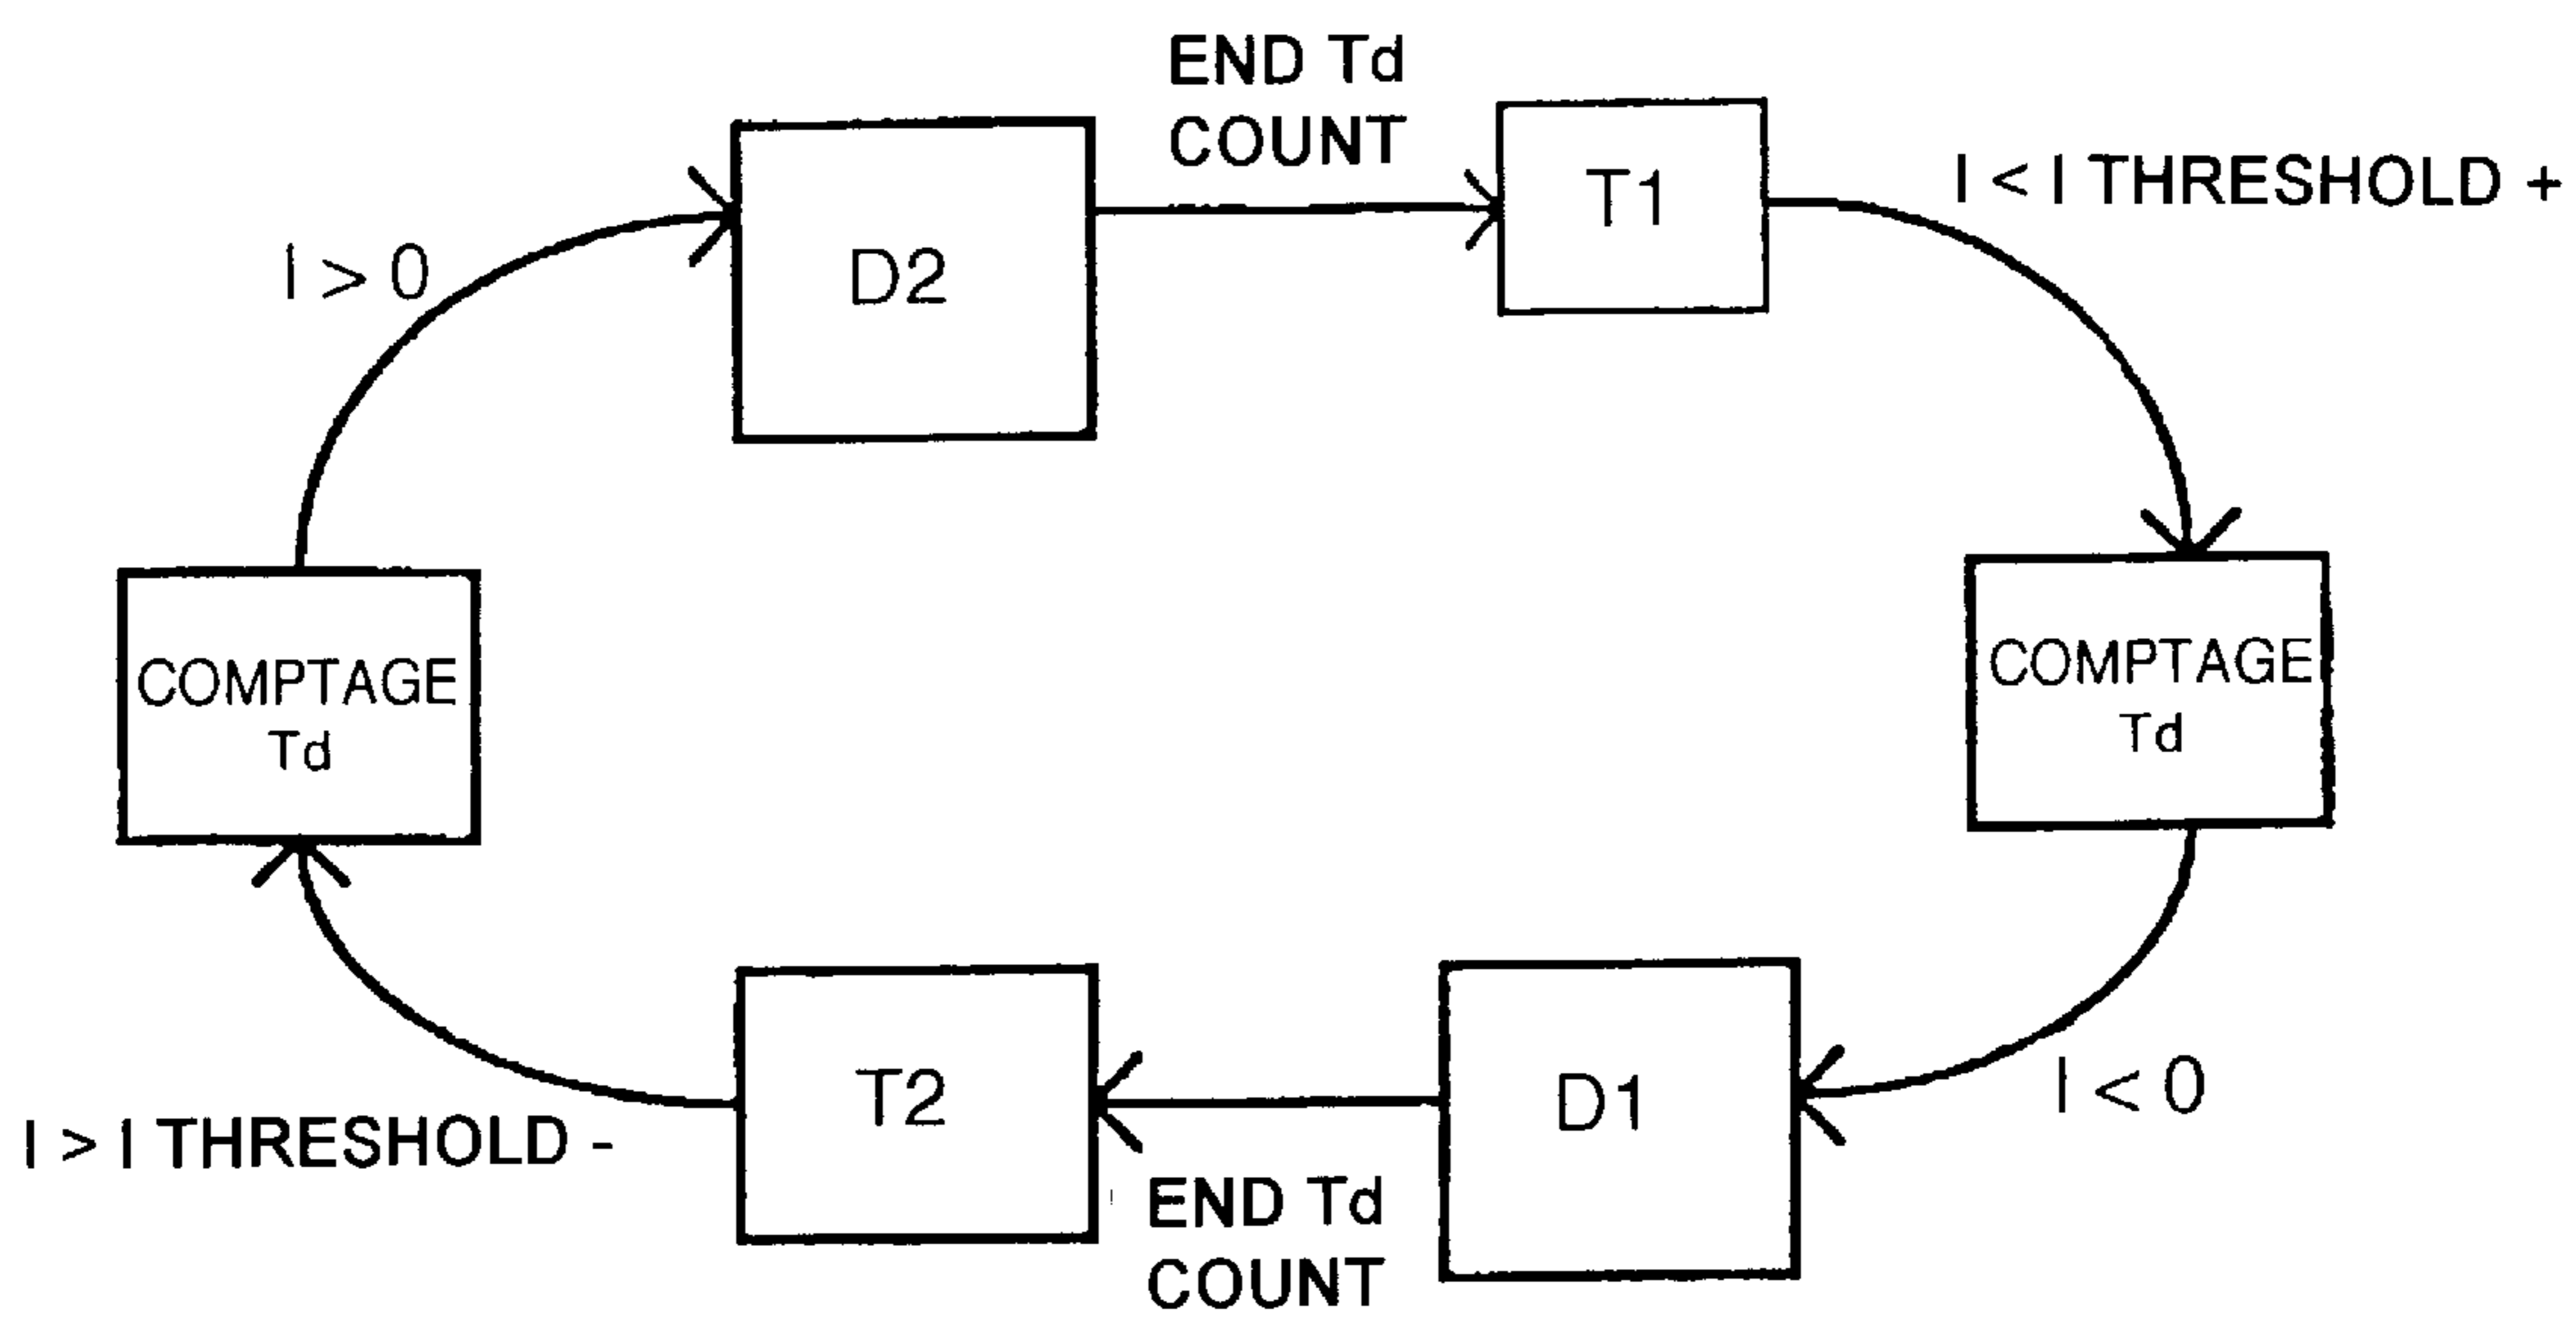 END Td
COUNT
T1
I < I THRESHOLD +
I > 0
D2
COMPTAGE
Td
COMPTAGE
Td
T2
D1
I < 0
I > I THRESHOLD -
END Td
COUNT